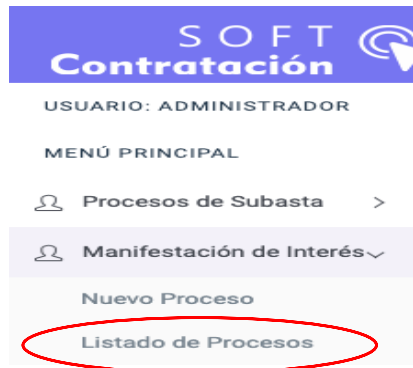 SOFT
Contratación
USUARIO: ADMINISTRADOR
MENÚ PRINCIPAL
Procesos de Subasta >
Manifestación de Interés
Nuevo Proceso
Listado de Procesos